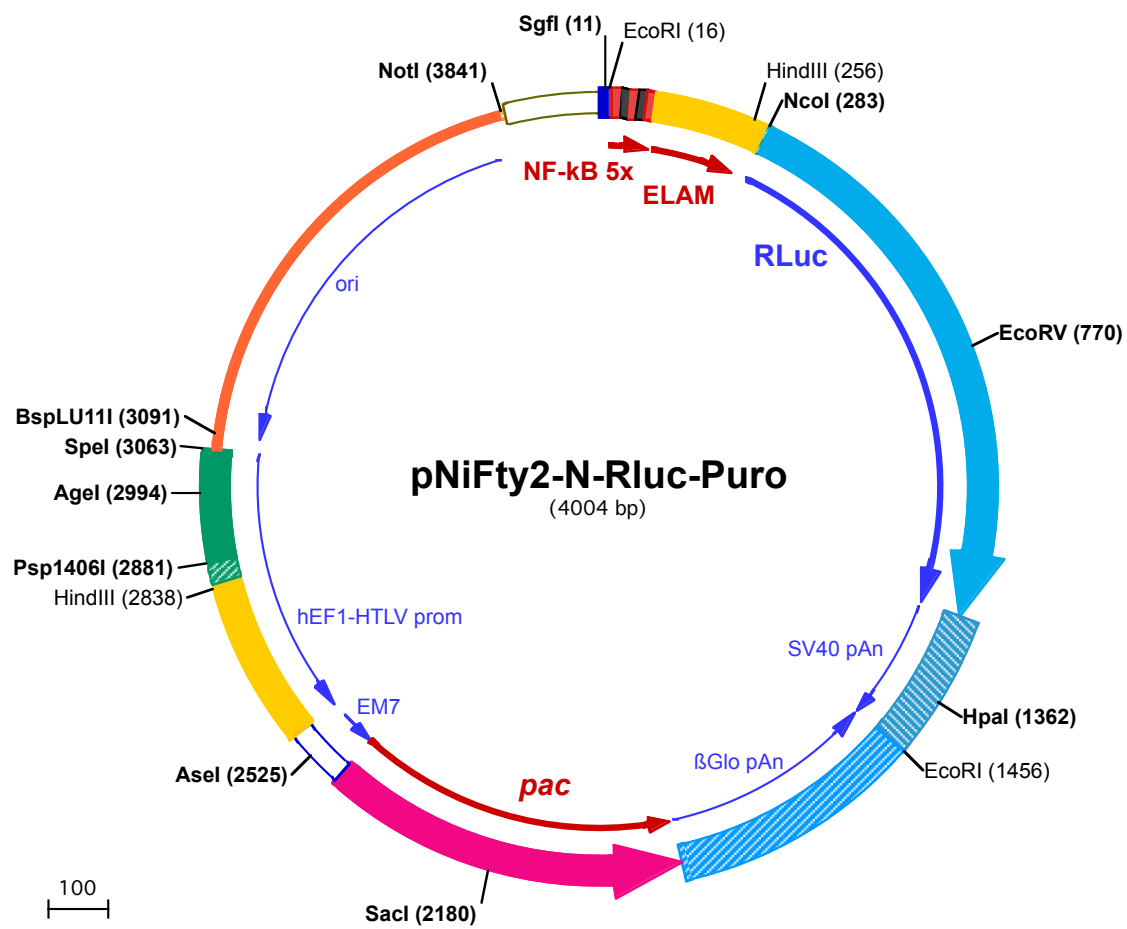 SgfI (11)
EcoRI (16)
NotI (3841)
HindIII (256)
NcoI (283)
NF-kB 5x
ELAM
RLuc
ori
EcoRV (770)
BspLU11I (3091)
SpeI (3063)
AgeI (2994)
pNiFty2-N-Rluc-Puro
(4004 bp)
Psp1406I (2881)
HindIII (2838)
hEF1-HTLV prom
SV40 pAn
EM7
HpaI (1362)
ßGlo pAn
EcoRI (1456)
AseI (2525)
pac
100
SacI (2180)